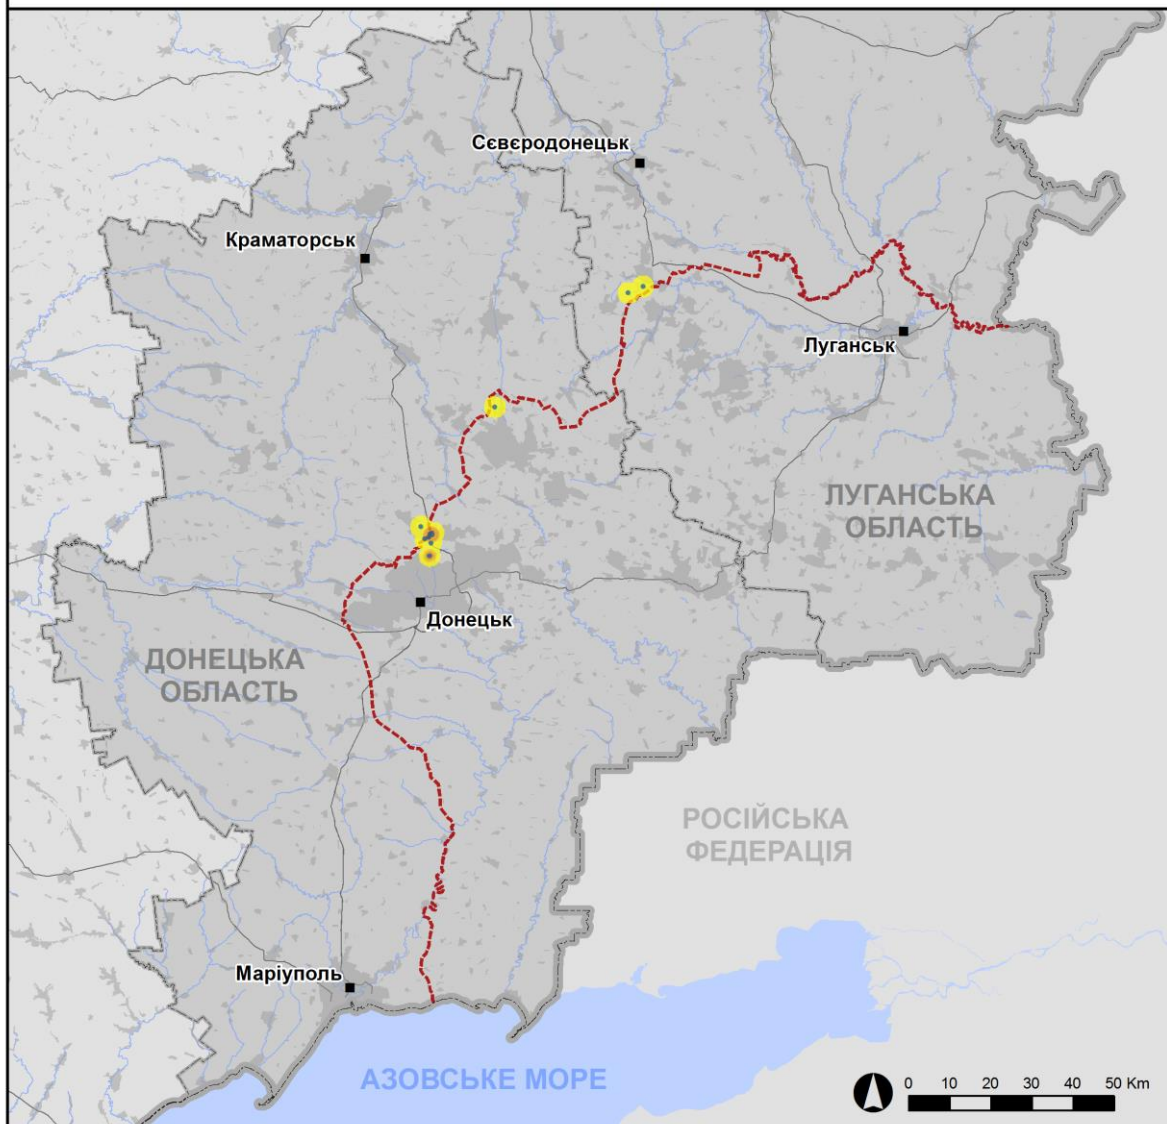 Сєвєродонецьк
Краматорськ
Луганськ
ЛУГАНСЬКА
ОБЛАСТЬ
Донецьк
ДОНЕЦЬКА
ОБЛАСТЬ
РОСІЙСЬКА
ФЕДЕРАЦІЯ
Маріуполь
АЗОВСЬКЕ МОРЕ
0 10 20 30 40 50 Km